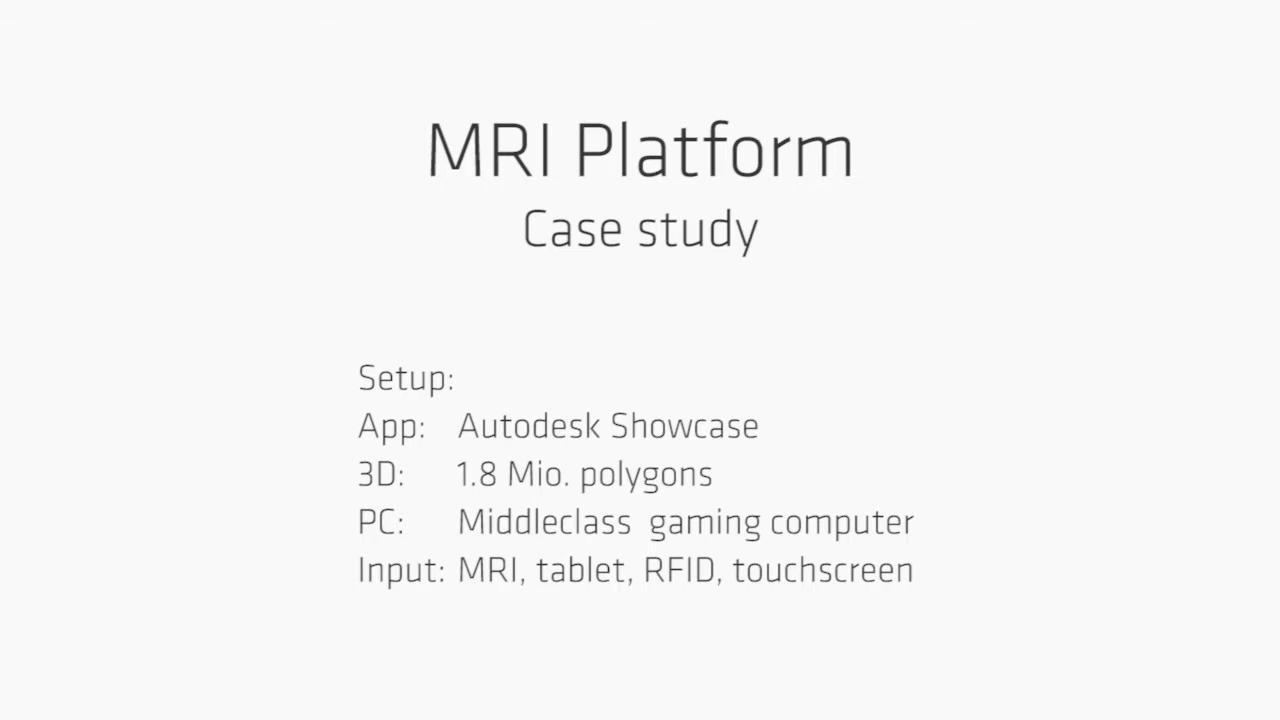 MRI Platform
Case study
Setup:
App: Autodesk Showcase
3D: 1.8 Mio. polygons
PC: Middleclass gaming computer
Input: MRI, tablet, RFID, touchscreen